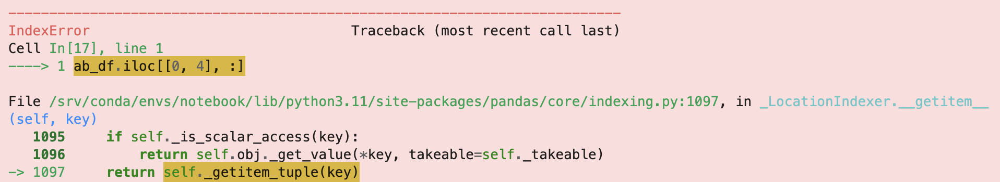 ---------------------------------------------------------------------------
IndexError                                Traceback (most recent call last)
Cell In[17], line 1
----> 1 ab_df.iloc[[0, 4], :]

File /srv/conda/envs/notebook/lib/python3.11/site-packages/pandas/core/indexing.py:1097, in _LocationIndexer.__getitem__
(self, key)
   1095     if self._is_scalar_access(key):
   1096         return self.obj._get_value(*key, takeable=self._takeable)
-> 1097     return self._getitem_tuple(key)